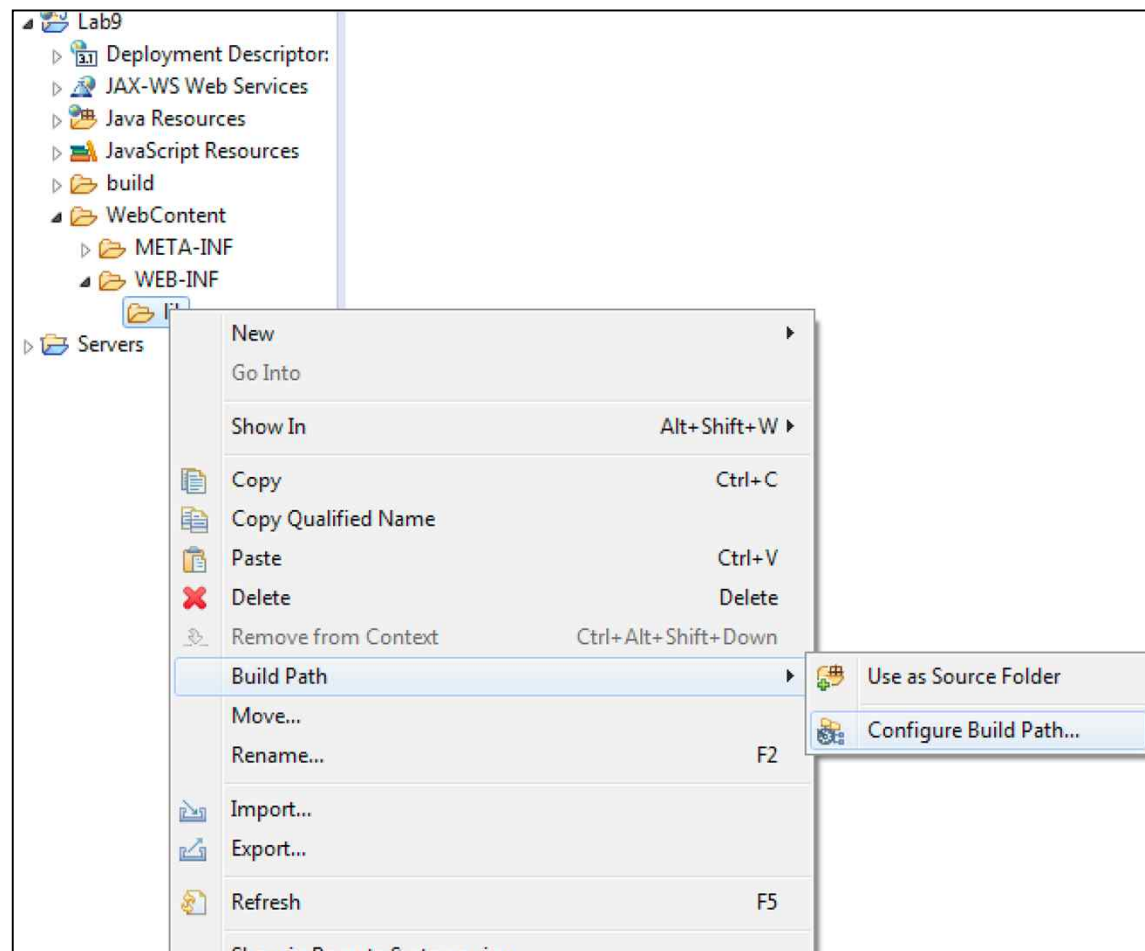 Lab9
3.1 Deployment Descriptor:
JAX-WS Web Services
Java Resources
JavaScript Resources
build
WebContent
META-INF
WEB-INF
Servers
New
Go Into
Show In Alt+Shift+W
Copy Ctrl+C
Copy Qualified Name
Paste Ctrl+V
Delete Delete
Remove from Context Ctrl+Alt+Shift+Down
Build Path
Use as Source Folder
Configure Build Path...
Move...
Rename... F2
Import...
Export...
Refresh F5